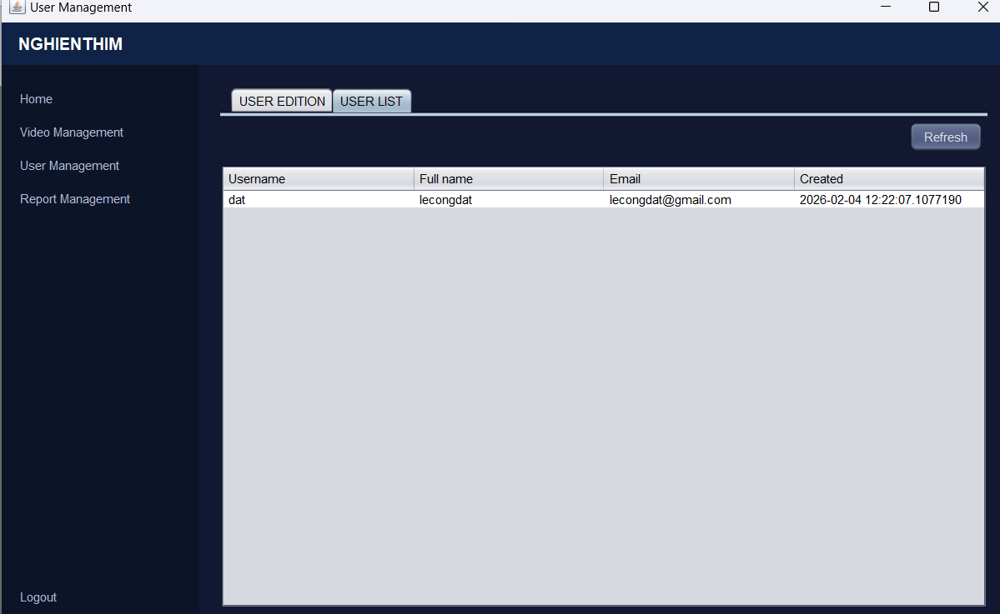 User Management
NGHIENTHIM
Home
Video Management
User Management
Report Management
Logout
USER EDITION USER LIST
Refresh
Username Full name Email Created
dat lecongdat lecongdat@gmail.com 2026-02-04 12:22:07.1077190